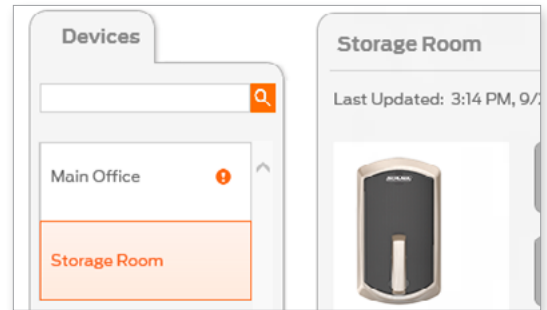 Devices
Main Office
Storage Room
Storage Room
Last Updated: 3:14 PM, 9/